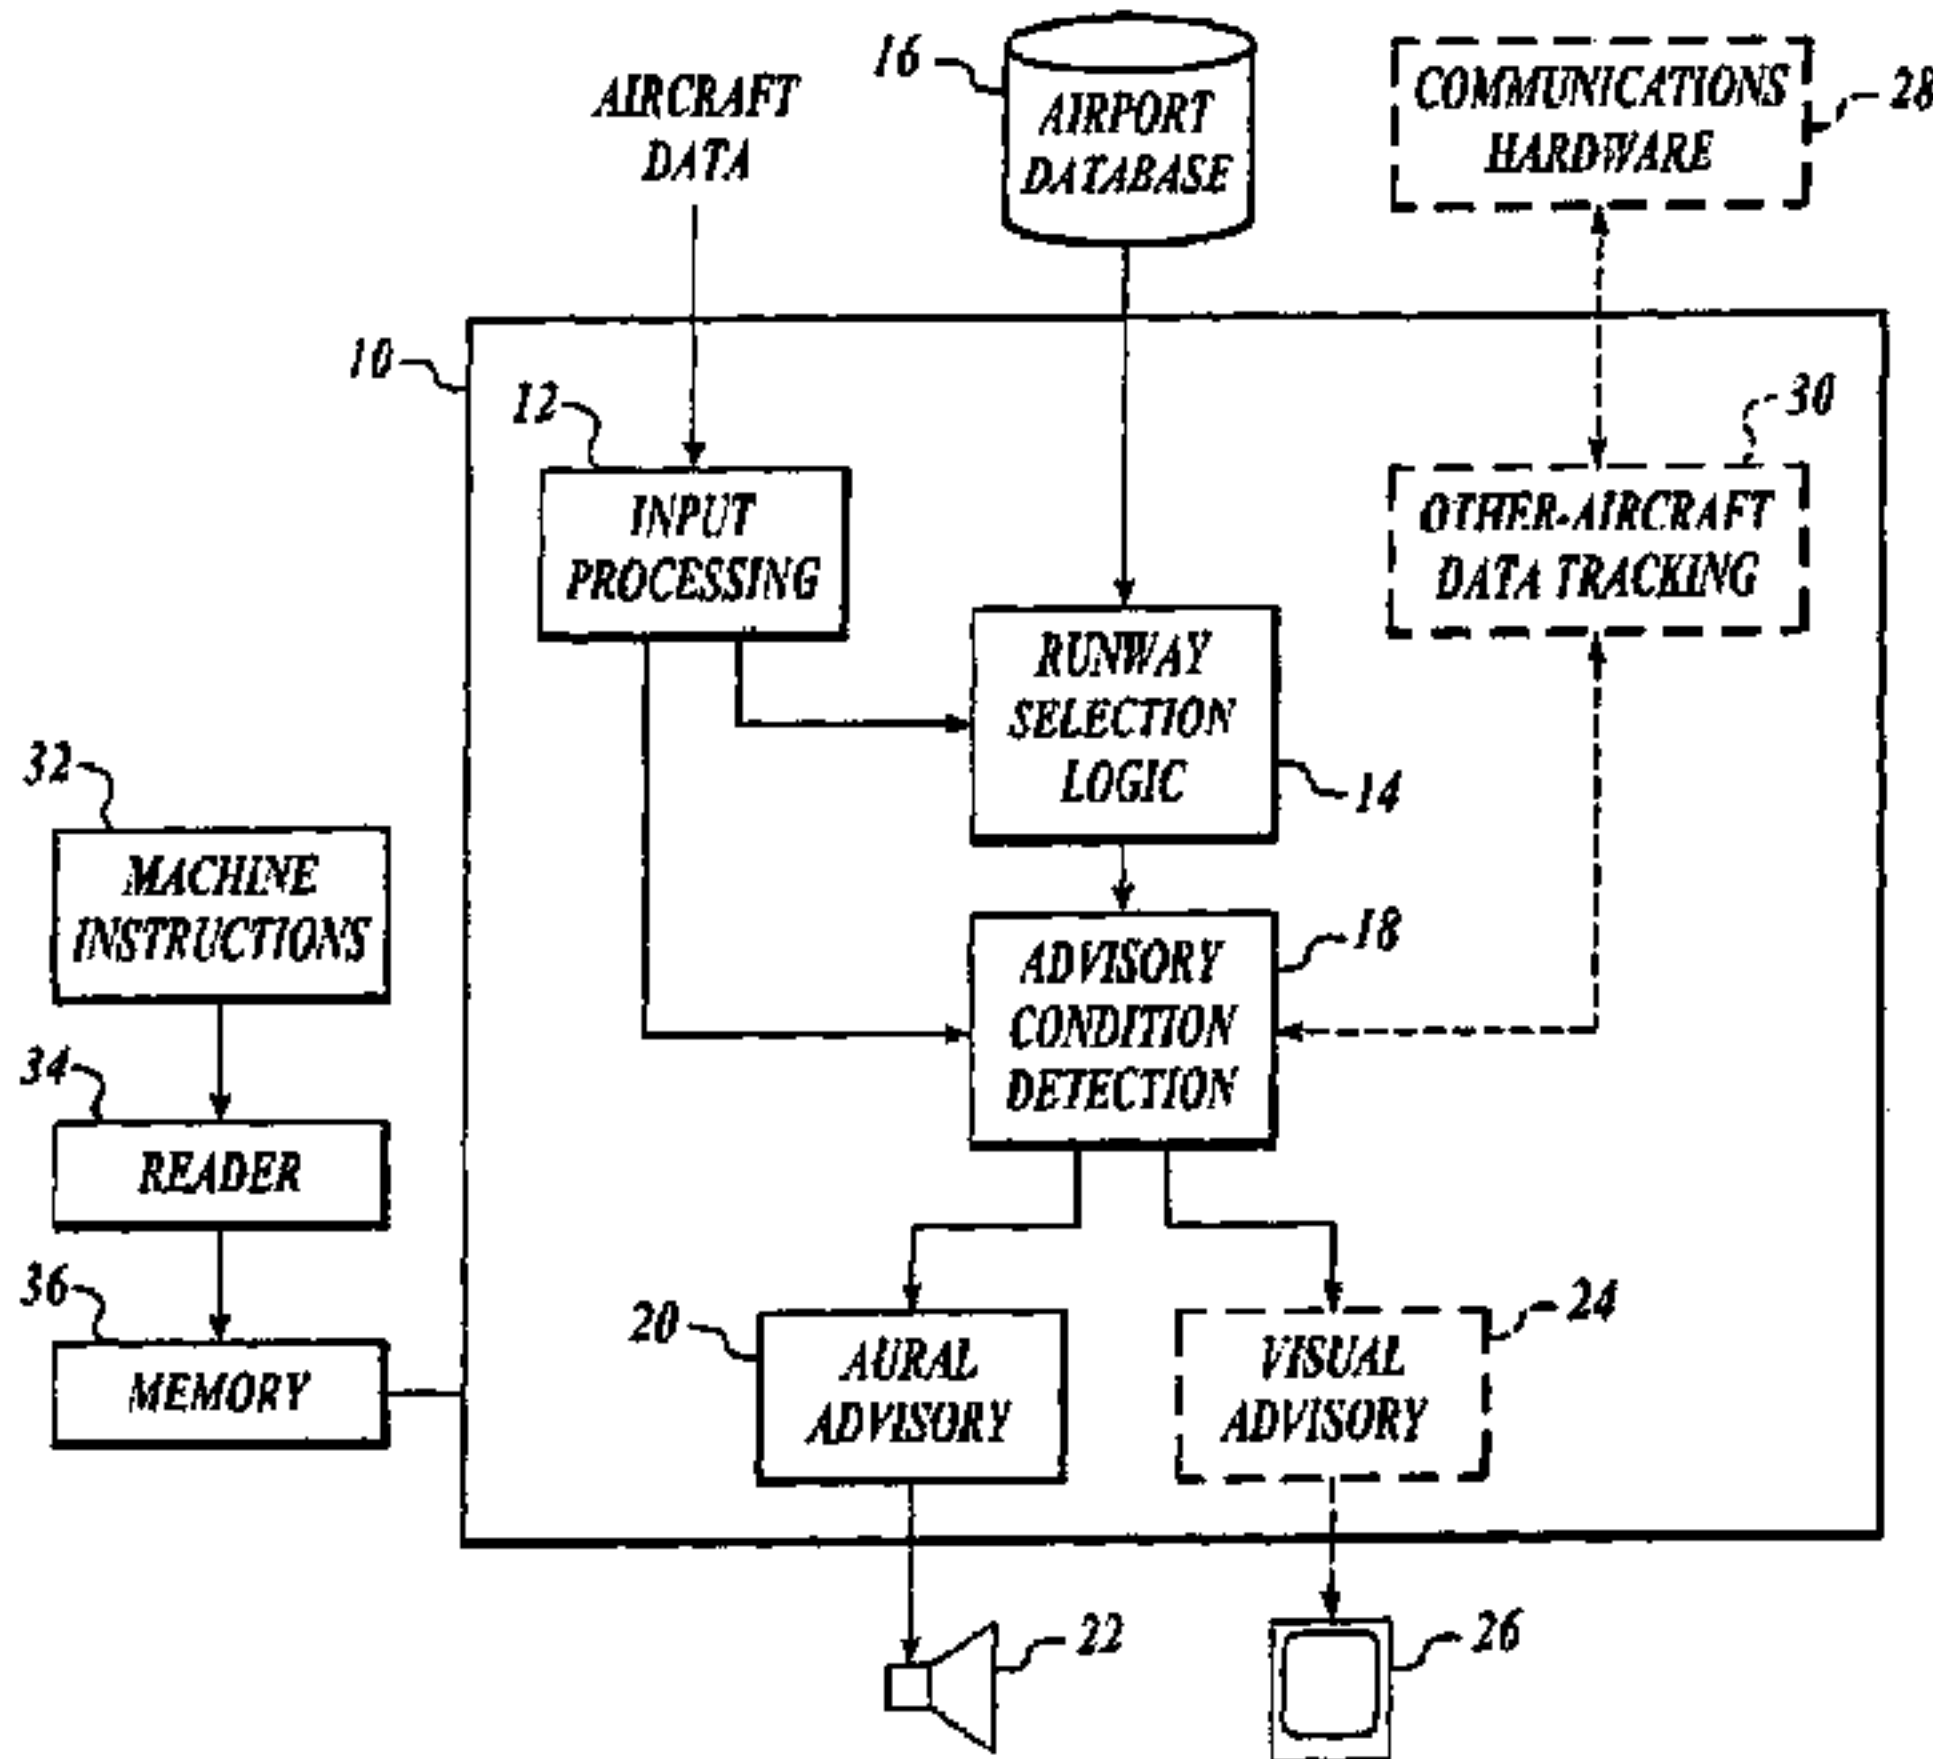 16
AIRCRAFT
DATA
AIRPORT
DATABASE
COMMUNICATIONS
HARDWARE
28
10
12
30
INPUT
PROCESSING
OTHER-AIRCRAFT
DATA TRACKING
RUNWAY
SELECTION
LOGIC
14
32
MACHINE
INSTRUCTIONS
18
ADVISORY
CONDITION
DETECTION
34
READER
36
MEMORY
20
AURAL
ADVISORY
24
VISUAL
ADVISORY
22
26